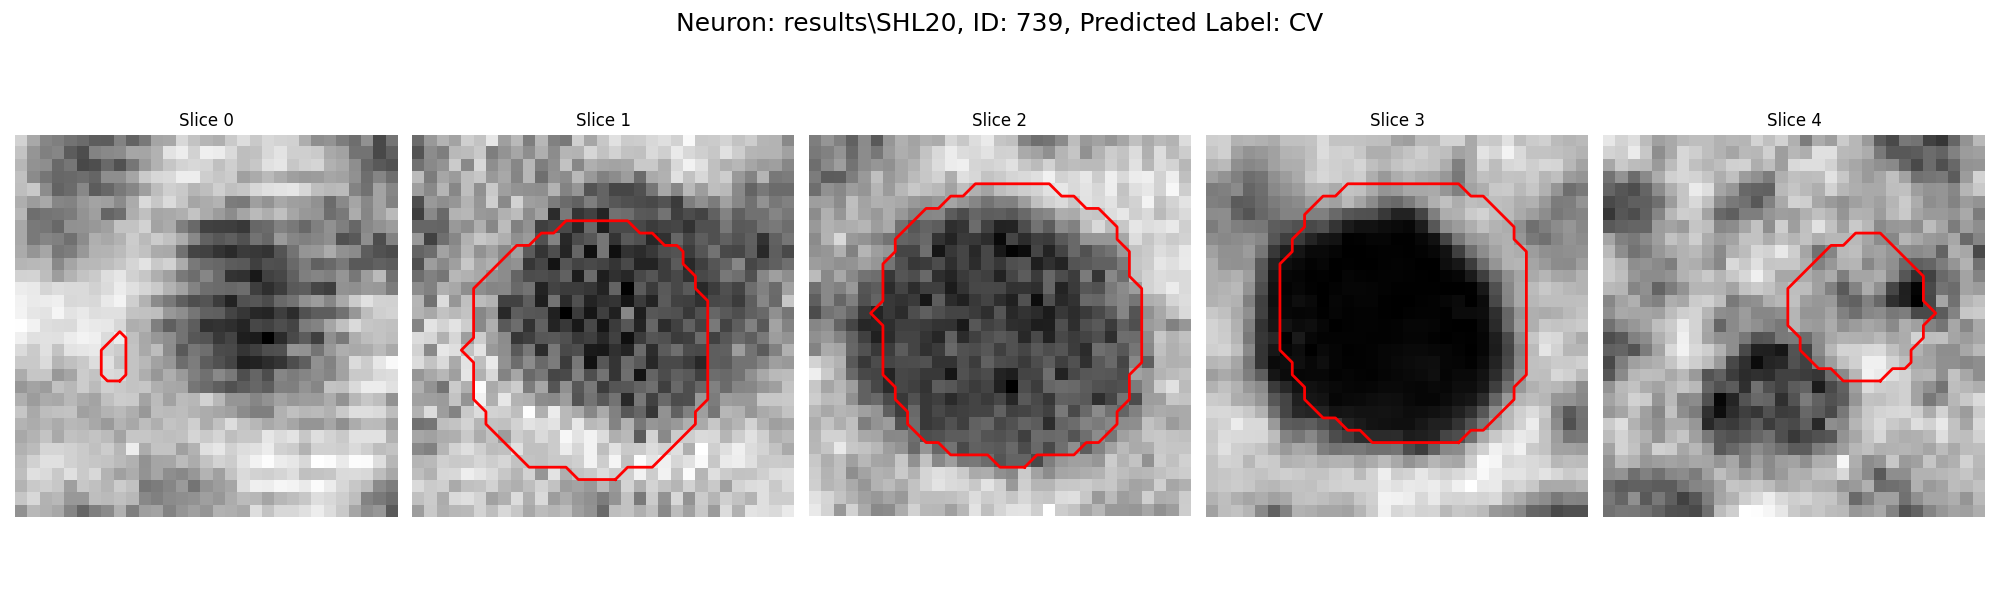 Neuron: results\SHL20, ID: 739, Predicted Label: CV
Slice 0
Slice 1
Slice 2
Slice 3
Slice 4